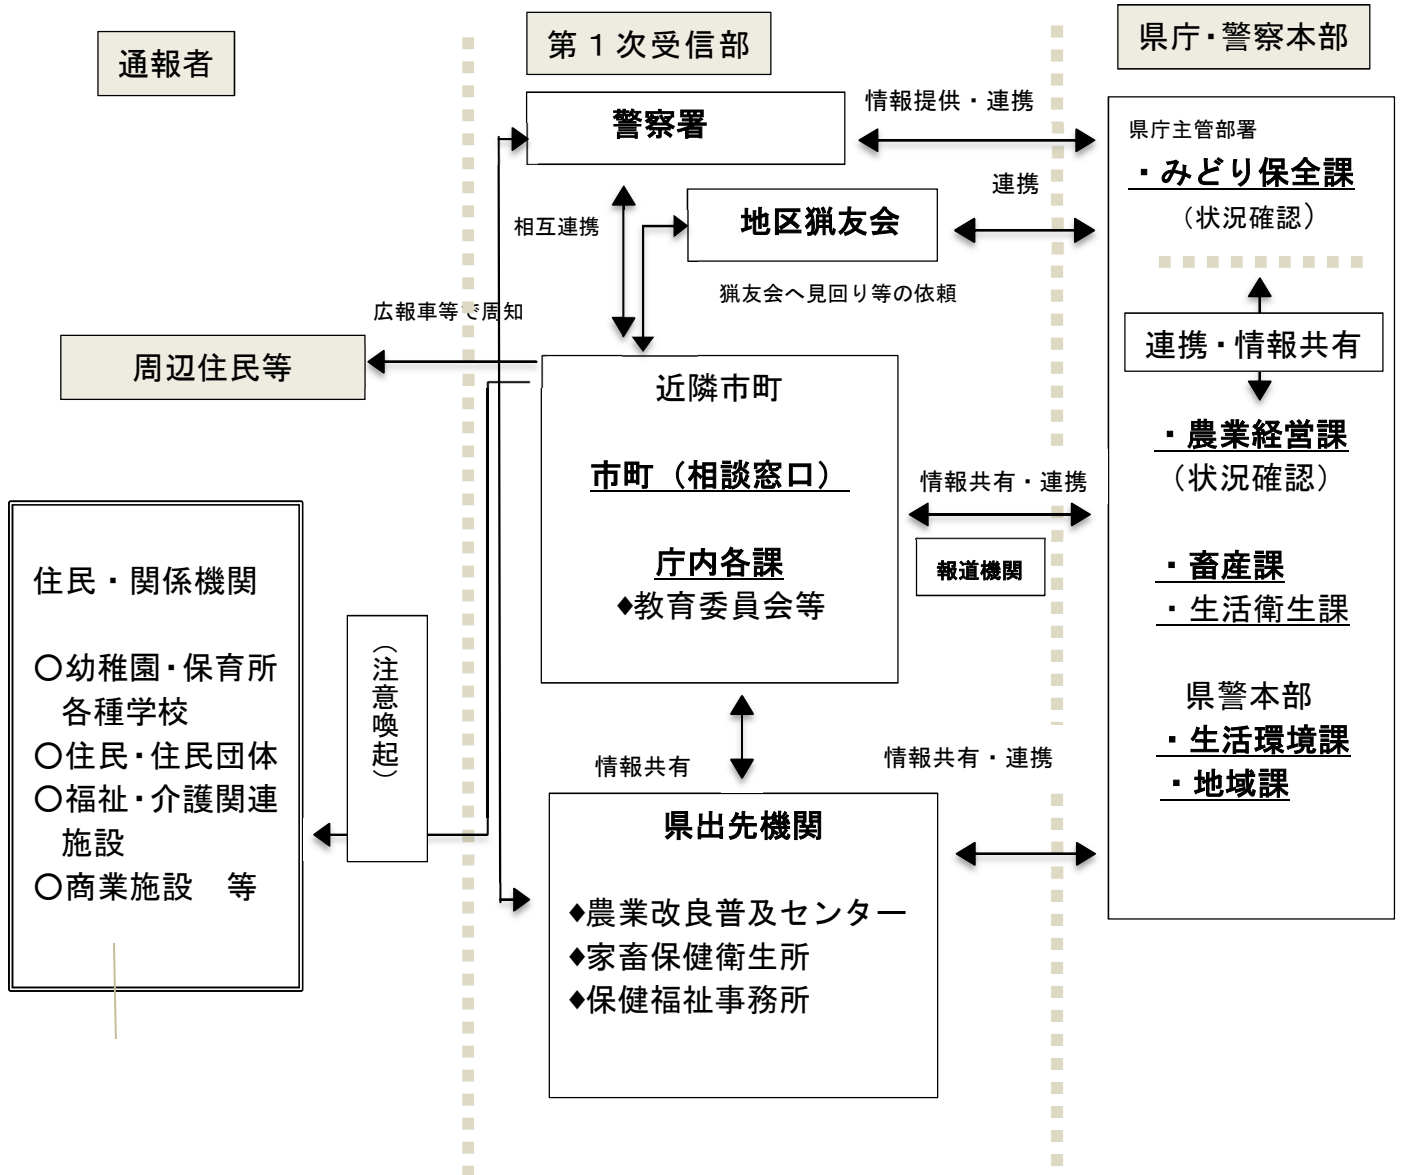 通報者
第１次受信部
県庁・警察本部
警察署
情報提供・連携
県庁主管部署
・みどり保全課
（状況確認）
連携
相互連携
地区猟友会
猟友会へ見回り等の依頼
広報車等で周知
周辺住民等
連携・情報共有
近隣市町
市町（相談窓口）
庁内各課
♦教育委員会等
情報共有・連携
報道機関
・農業経営課
（状況確認）
・畜産課
・生活衛生課
県警本部
・生活環境課
・地域課
住民・関係機関
〇幼稚園・保育所
各種学校
〇住民・住民団体
〇福祉・介護関連
施設
〇商業施設　等
（注意喚起）
情報共有
情報共有・連携
県出先機関
♦農業改良普及センター
♦家畜保健衛生所
♦保健福祉事務所